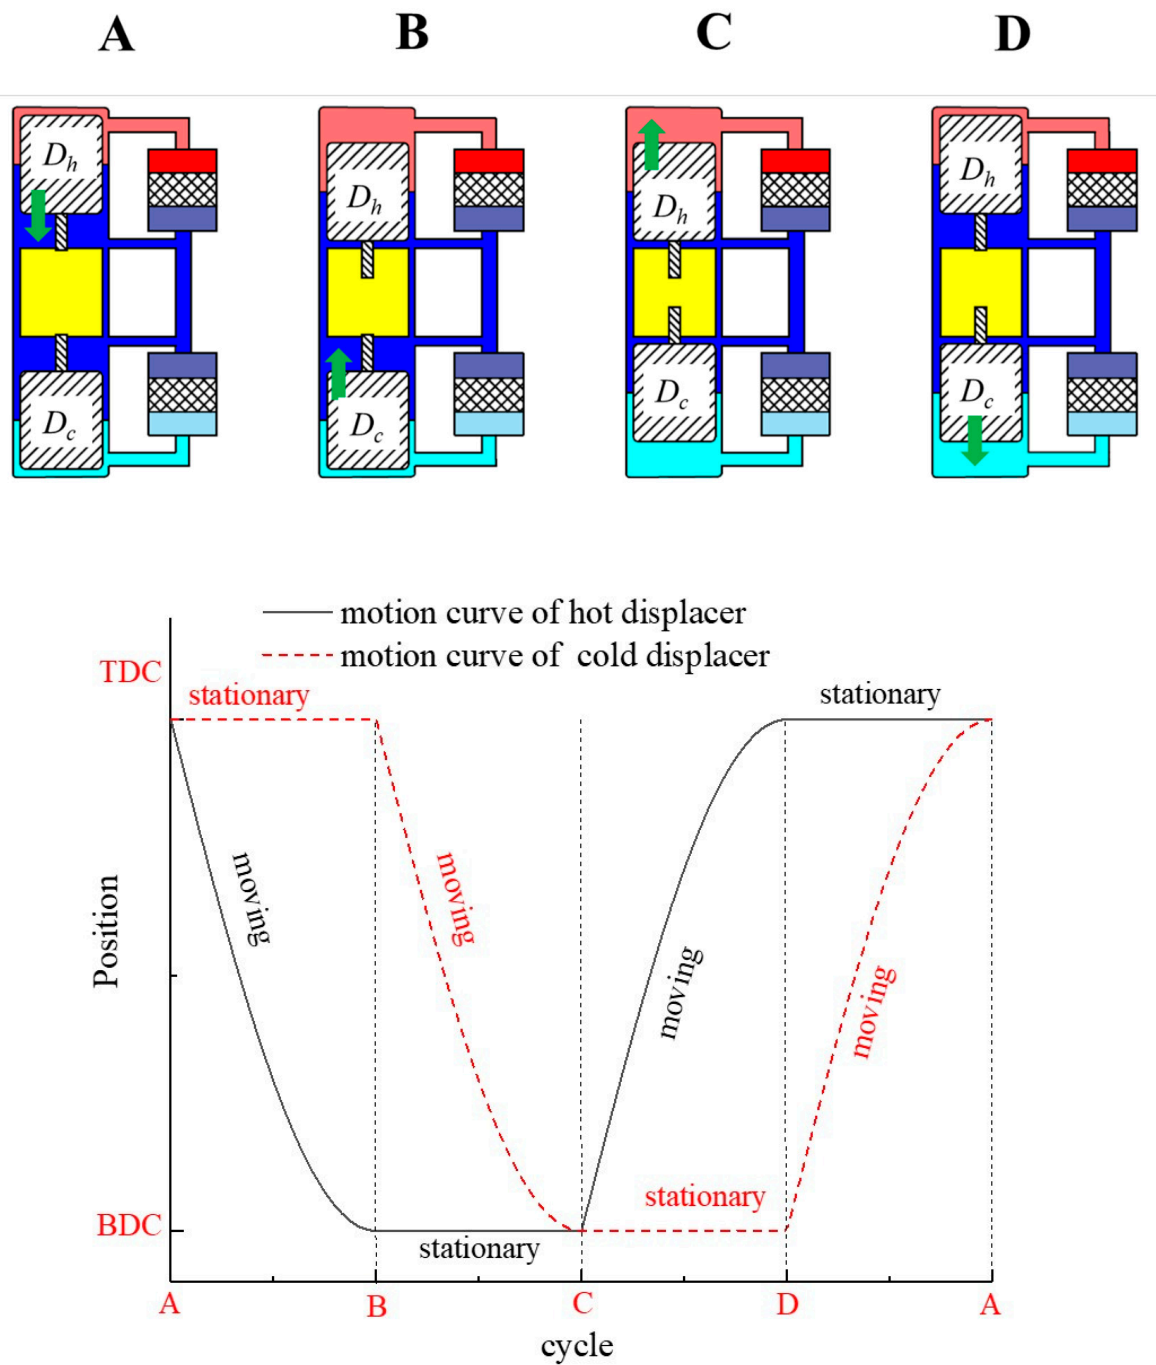 A B C D
Dh Dh Dh Dh
Dc Dc Dc Dc
motion curve of hot displacer
motion curve of  cold displacer
TDC
stationary
stationary
moving
moving
moving
moving
Position
stationary
BDC
stationary
A B C D A
cycle